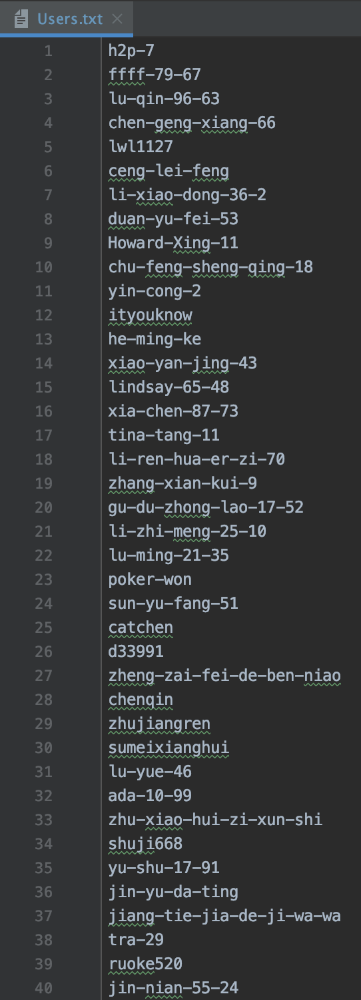 Users.txt
1 h2p-7
2 ffff-79-67
3 lu-qin-96-63
4 chen-geng-xiang-66
5 lwl1127
6 ceng-lei-feng
7 li-xiao-dong-36-2
8 duan-yu-fei-53
9 Howard-Xing-11
10 chu-feng-sheng-qing-18
11 yin-cong-2
12 ityouknow
13 he-ming-ke
14 xiao-yan-jing-43
15 lindsay-65-48
16 xia-chen-87-73
17 tina-tang-11
18 li-ren-hua-er-zi-70
19 zhang-xian-kui-9
20 gu-du-zhong-lao-17-52
21 li-zhi-meng-25-10
22 lu-ming-21-35
23 poker-won
24 sun-yu-fang-51
25 catchen
26 d33991
27 zheng-zai-fei-de-ben-niao
28 chenqin
29 zhujiangren
30 sumeixianghui
31 lu-yue-46
32 ada-10-99
33 zhu-xiao-hui-zi-xun-shi
34 shuji668
35 yu-shu-17-91
36 jin-yu-da-ting
37 jiang-tie-jia-de-ji-wa-wa
38 tra-29
39 ruoke520
40 jin-nian-55-24